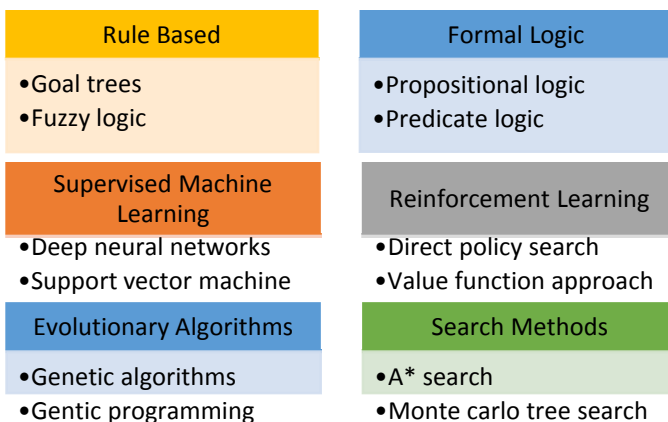 Rule Based
•Goal trees
•Fuzzy logic
Formal Logic
•Propositional logic
•Predicate logic
Supervised Machine
Learning
•Deep neural networks
•Support vector machine
Reinforcement Learning
•Direct policy search
•Value function approach
Evolutionary Algorithms
•Genetic algorithms
•Gentic programming
Search Methods
•A* search
•Monte carlo tree search